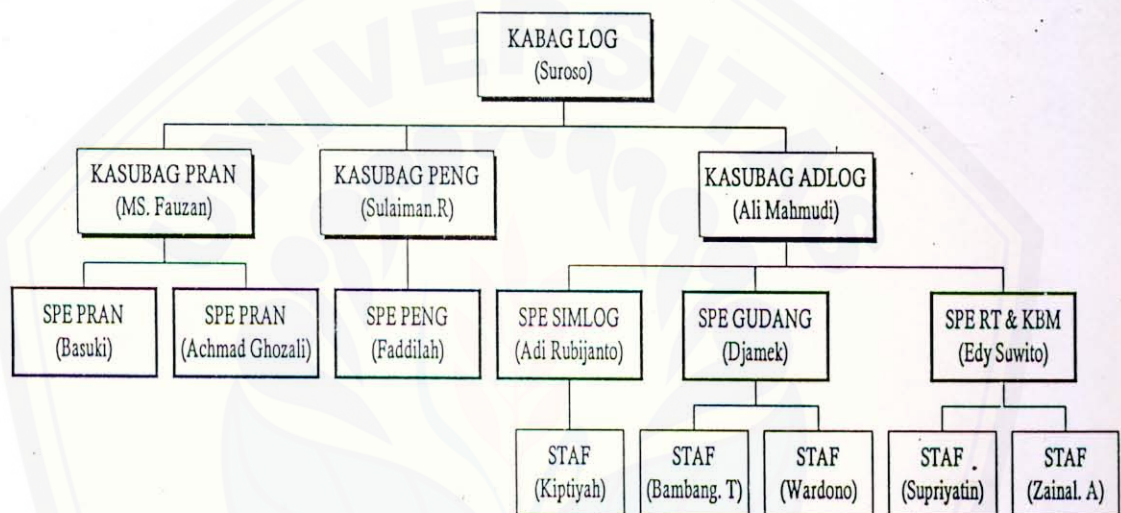 UNIVERSITAS
KABAG LOG
(Suroso)
KASUBAG PRAN
(MS. Fauzan)
KASUBAG PENG
(Sulaiman.R)
KASUBAG ADLOG
(Ali Mahmudi)
SPE PRAN
(Basuki)
SPE PRAN
(Achmad Ghozali)
SPE PENG
(Faddilah)
SPE SIMLOG
(Adi Rubijanto)
SPE GUDANG
(Djamek)
SPE RT & KBM
(Edy Suwito)
STAF
(Kiptiyah)
STAF
(Bambang. T)
STAF
(Wardono)
STAF
(Supriyatin)
STAF
(Zainal. A)